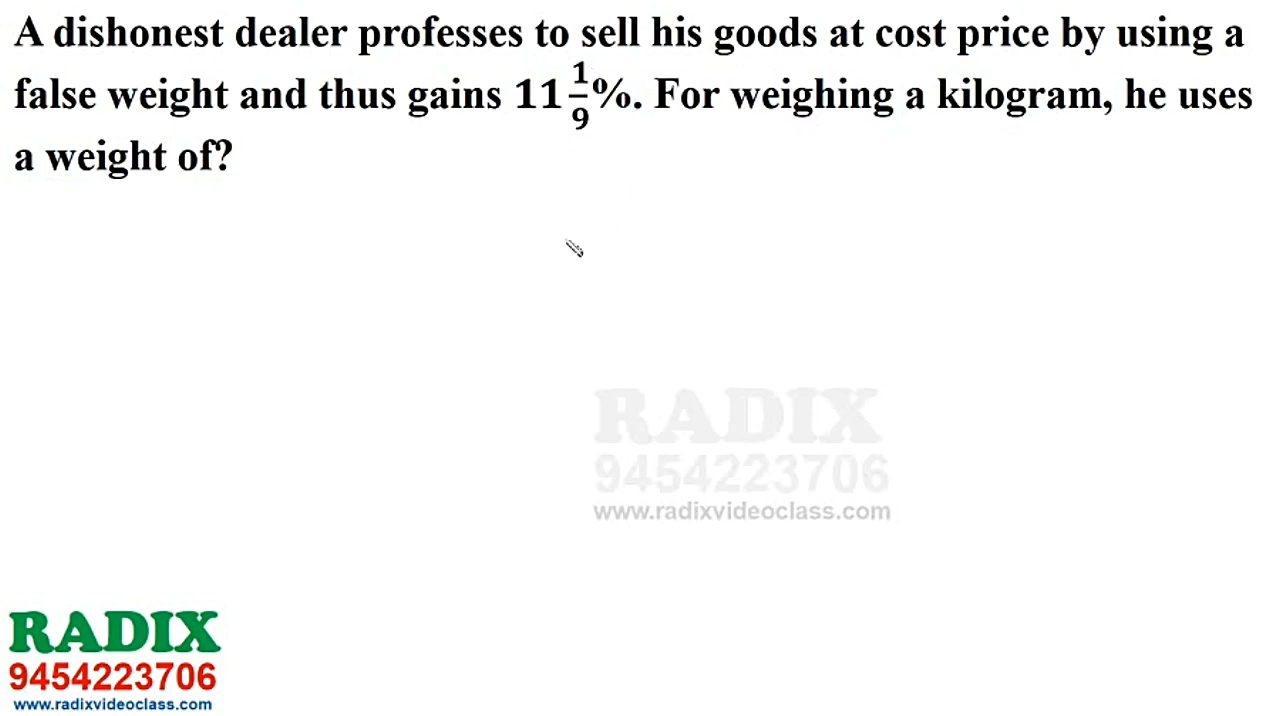 A dishonest dealer professes to sell his goods at cost price by using a
false weight and thus gains 11 1/9%. For weighing a kilogram, he uses
a weight of?
RADIX
9454223706
www.radixvideoclass.com
RADIX
9454223706
www.radixvideoclass.com